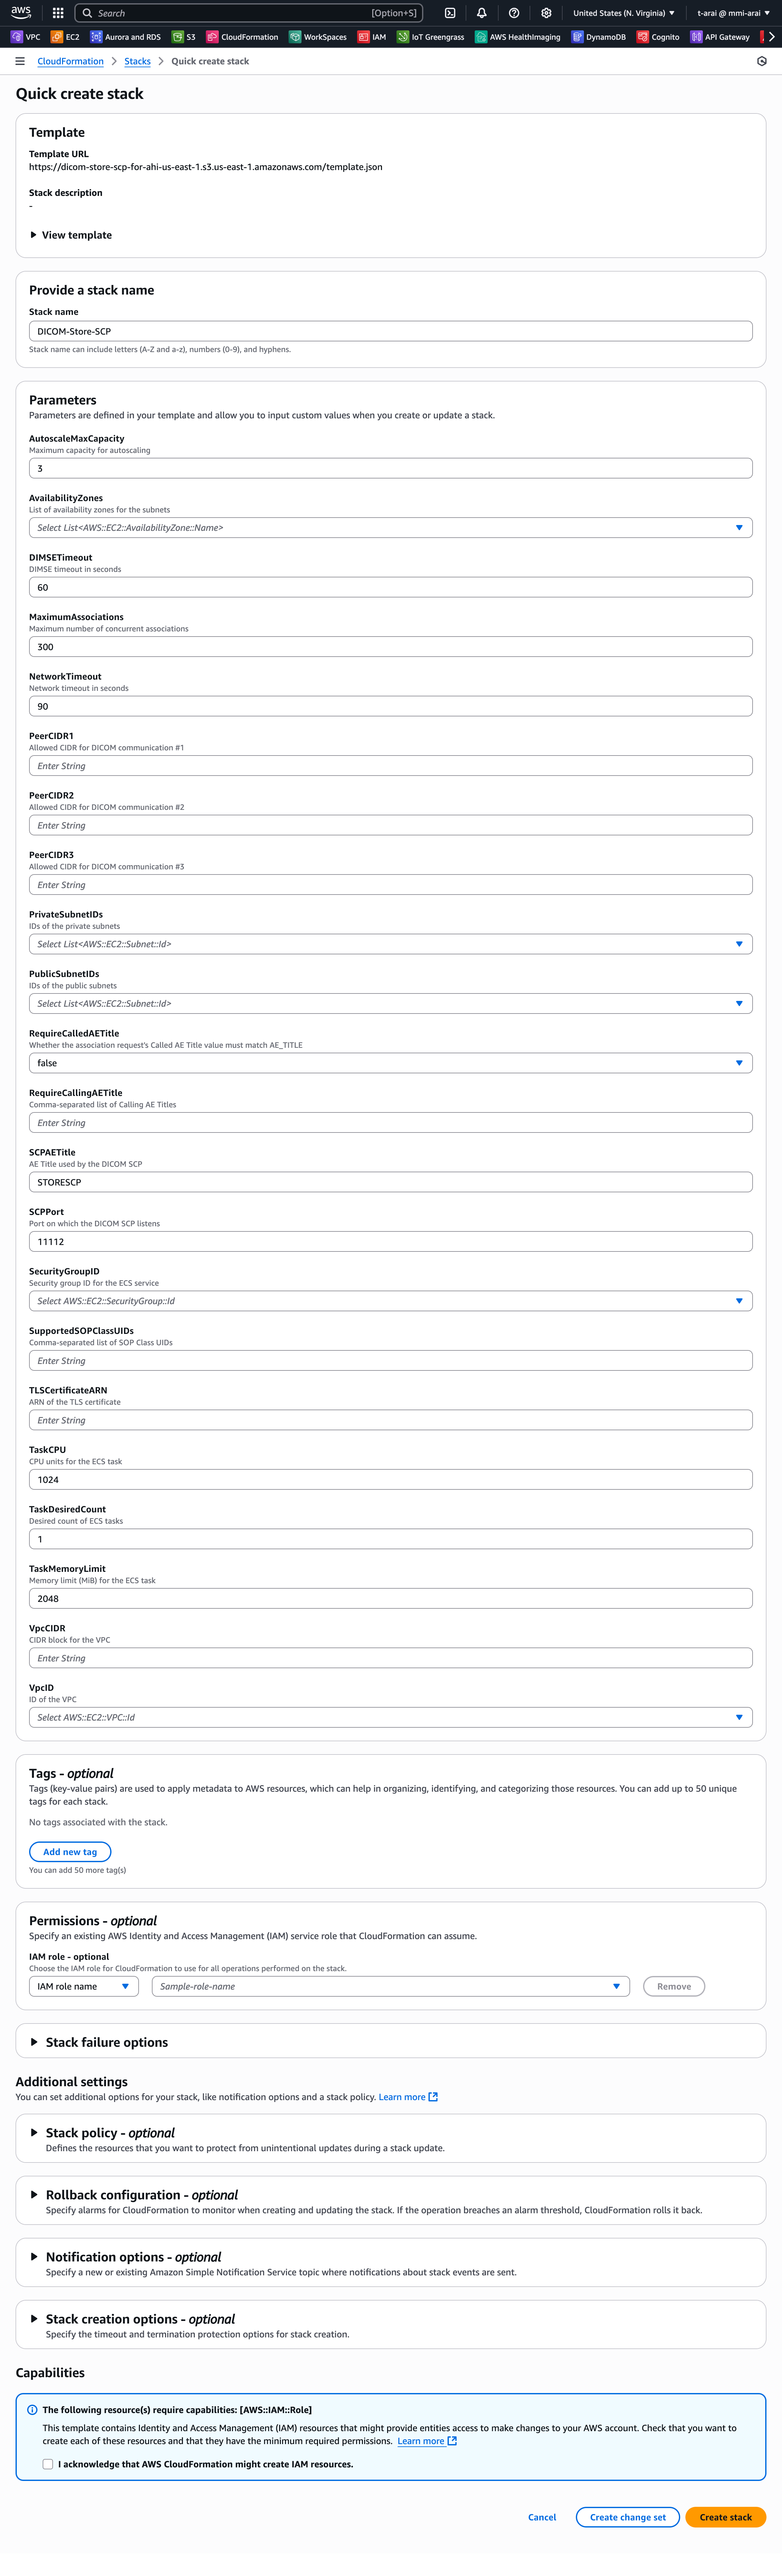 aws
Search [Option+S]
United States (N. Virginia)
t-arai @ mmi-arai
VPC EC2 Aurora and RDS S3 CloudFormation WorkSpaces IAM IoT Greengrass AWS HealthImaging DynamoDB Cognito API Gateway
CloudFormation Stacks Quick create stack
Quick create stack
Template
Template URL
https://dicom-store-scp-for-ahi-us-east-1.s3.us-east-1.amazonaws.com/template.json
Stack description
-
View template
Provide a stack name
Stack name
DICOM-Store-SCP
Stack name can include letters (A-Z and a-z), numbers (0-9), and hyphens.
Parameters
Parameters are defined in your template and allow you to input custom values when you create or update a stack.
AutoscaleMaxCapacity
Maximum capacity for autoscaling
3
AvailabilityZones
List of availability zones for the subnets
Select List<AWS::EC2::AvailabilityZone::Name>
DIMSETimeout
DIMSE timeout in seconds
60
MaximumAssociations
Maximum number of concurrent associations
300
NetworkTimeout
Network timeout in seconds
90
PeerCIDR1
Allowed CIDR for DICOM communication #1
Enter String
PeerCIDR2
Allowed CIDR for DICOM communication #2
Enter String
PeerCIDR3
Allowed CIDR for DICOM communication #3
Enter String
PrivateSubnetIDs
IDs of the private subnets
Select List<AWS::EC2::Subnet::Id>
PublicSubnetIDs
IDs of the public subnets
Select List<AWS::EC2::Subnet::Id>
RequireCalledAETitle
Whether the association request's Called AE Title value must match AE_TITLE
false
RequireCallingAETitle
Comma-separated list of Calling AE Titles
Enter String
SCPAETitle
AE Title used by the DICOM SCP
STORESCP
SCPPort
Port on which the DICOM SCP listens
11112
SecurityGroupID
Security group ID for the ECS service
Select AWS::EC2::SecurityGroup::Id
SupportedSOPClassUIDs
Comma-separated list of SOP Class UIDs
Enter String
TLSCertificateARN
ARN of the TLS certificate
Enter String
TaskCPU
CPU units for the ECS task
1024
TaskDesiredCount
Desired count of ECS tasks
1
TaskMemoryLimit
Memory limit (MiB) for the ECS task
2048
VpcCIDR
CIDR block for the VPC
Enter String
VpcID
ID of the VPC
Select AWS::EC2::VPC::Id
Tags - optional
Tags (key-value pairs) are used to apply metadata to AWS resources, which can help in organizing, identifying, and categorizing those resources. You can add up to 50 unique
tags for each stack.
No tags associated with the stack.
Add new tag
You can add 50 more tag(s)
Permissions - optional
Specify an existing AWS Identity and Access Management (IAM) service role that CloudFormation can assume.
IAM role - optional
Choose the IAM role for CloudFormation to use for all operations performed on the stack.
IAM role name Sample-role-name Remove
Stack failure options
Additional settings
You can set additional options for your stack, like notification options and a stack policy. Learn more
Stack policy - optional
Defines the resources that you want to protect from unintentional updates during a stack update.
Rollback configuration - optional
Specify alarms for CloudFormation to monitor when creating and updating the stack. If the operation breaches an alarm threshold, CloudFormation rolls it back.
Notification options - optional
Specify a new or existing Amazon Simple Notification Service topic where notifications about stack events are sent.
Stack creation options - optional
Specify the timeout and termination protection options for stack creation.
Capabilities
The following resource(s) require capabilities: [AWS::IAM::Role]
This template contains Identity and Access Management (IAM) resources that might provide entities access to make changes to your AWS account. Check that you want to
create each of these resources and that they have the minimum required permissions. Learn more
I acknowledge that AWS CloudFormation might create IAM resources.
Cancel Create change set Create stack